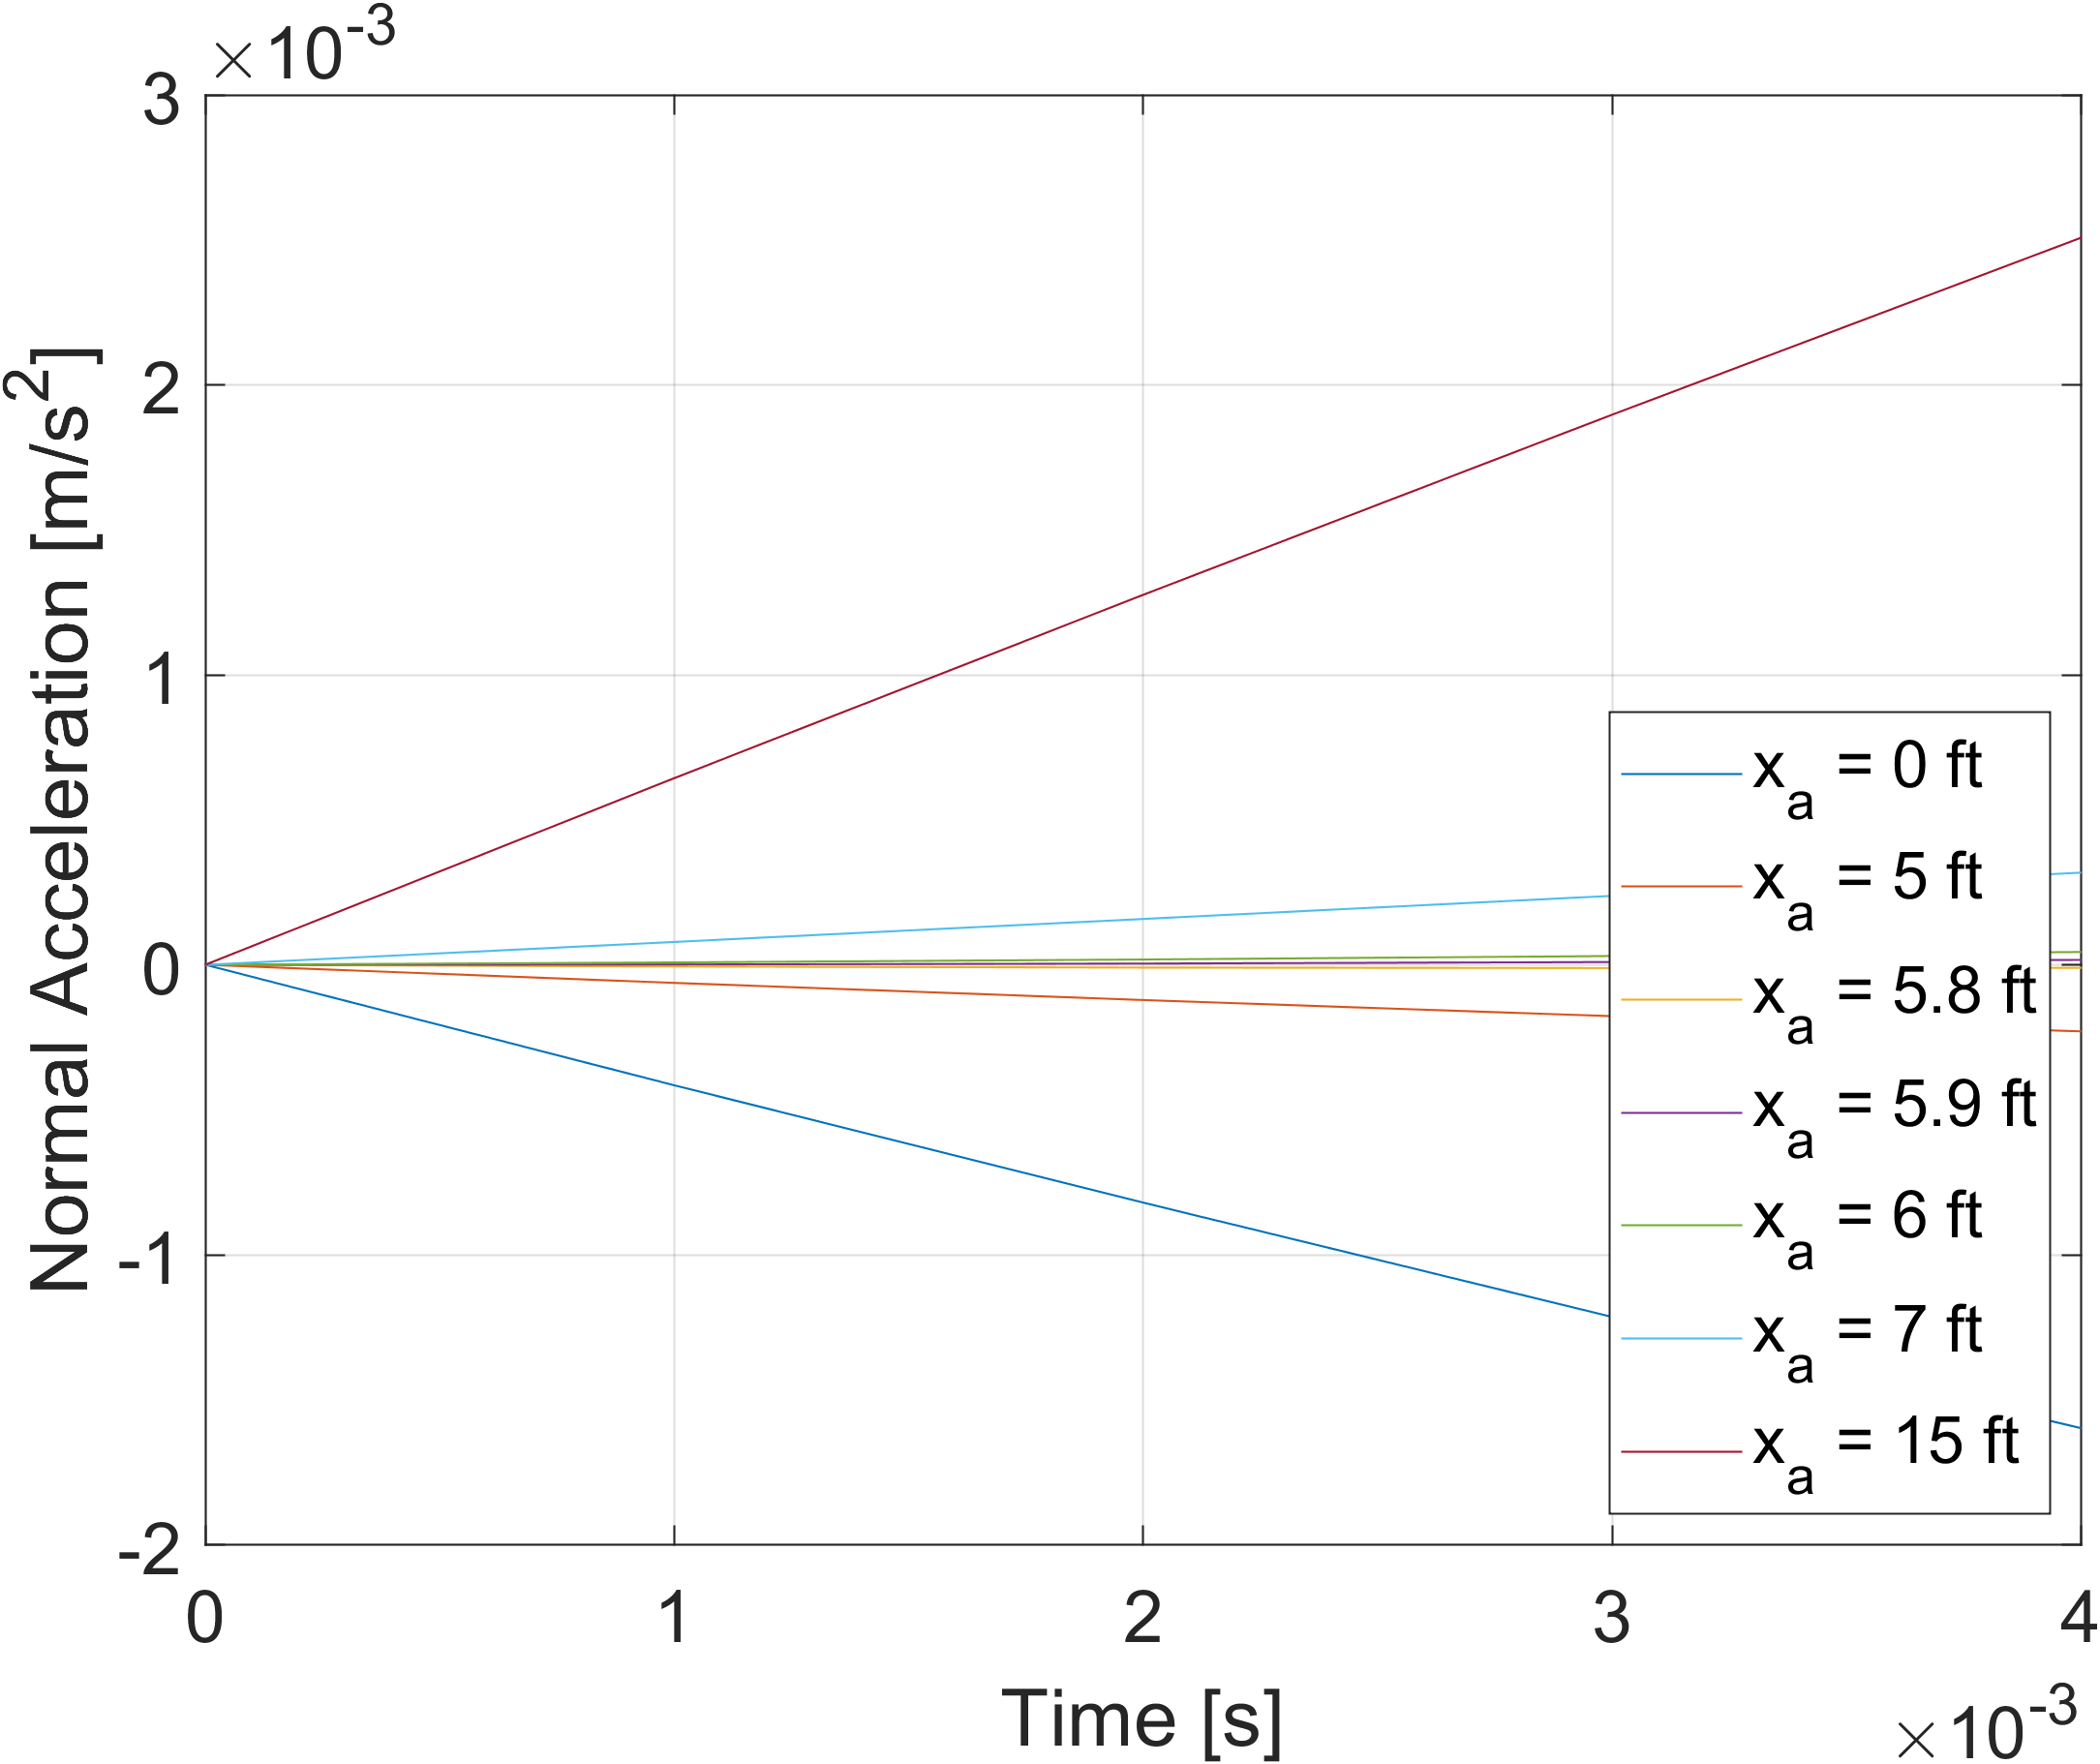 ×10-3
3
2
1
0
-1
-2
Normal Acceleration [m/s2]
xa = 0 ft
xa = 5 ft
xa = 5.8 ft
xa = 5.9 ft
xa = 6 ft
xa = 7 ft
xa = 15 ft
0 1 2 3 4
Time [s]
×10-3